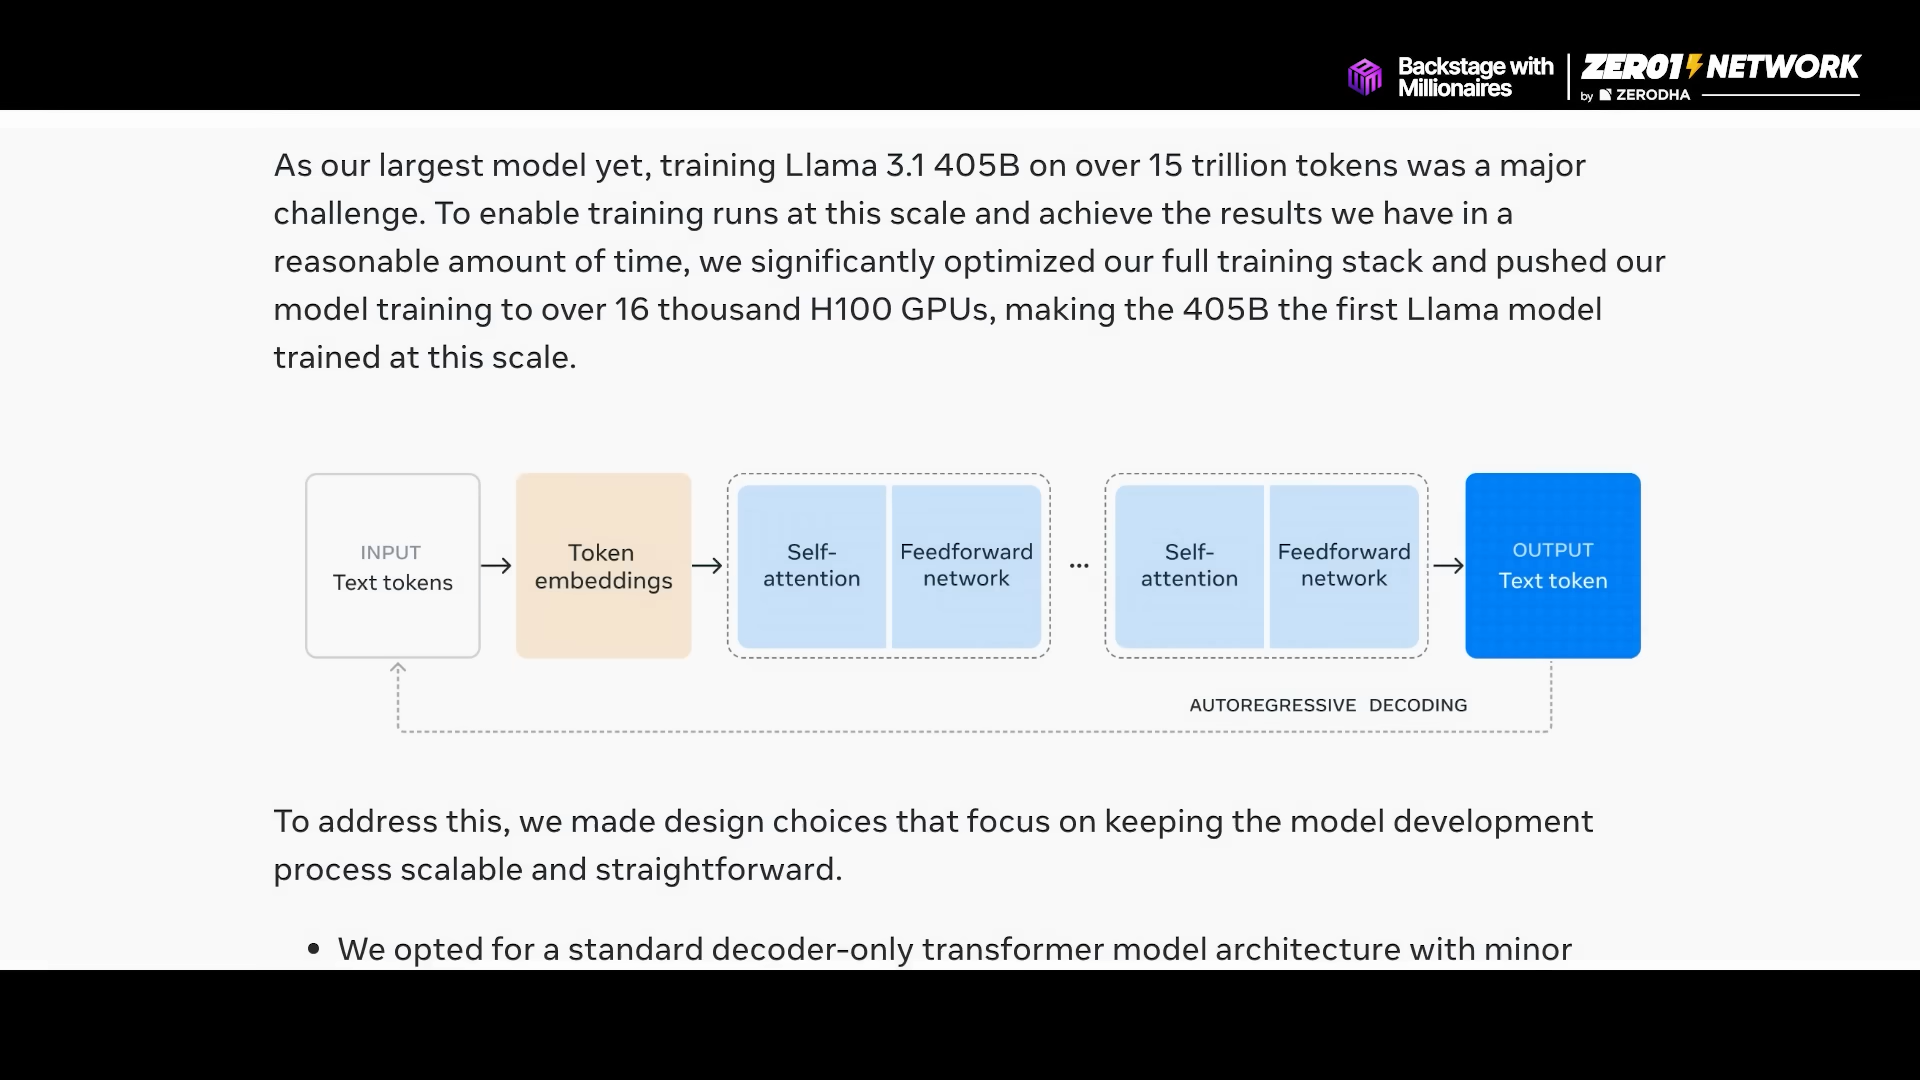 Backstage with
Millionaires
ZERO1 NETWORK
by ZERODHA
As our largest model yet, training Llama 3.1 405B on over 15 trillion tokens was a major
challenge. To enable training runs at this scale and achieve the results we have in a
reasonable amount of time, we significantly optimized our full training stack and pushed our
model training to over 16 thousand H100 GPUs, making the 405B the first Llama model
trained at this scale.
INPUT
Text tokens
Token
embeddings
Self-
attention
Feedforward
network
...
Self-
attention
Feedforward
network
OUTPUT
Text token
AUTOREGRESSIVE DECODING
To address this, we made design choices that focus on keeping the model development
process scalable and straightforward.
• We opted for a standard decoder-only transformer model architecture with minor